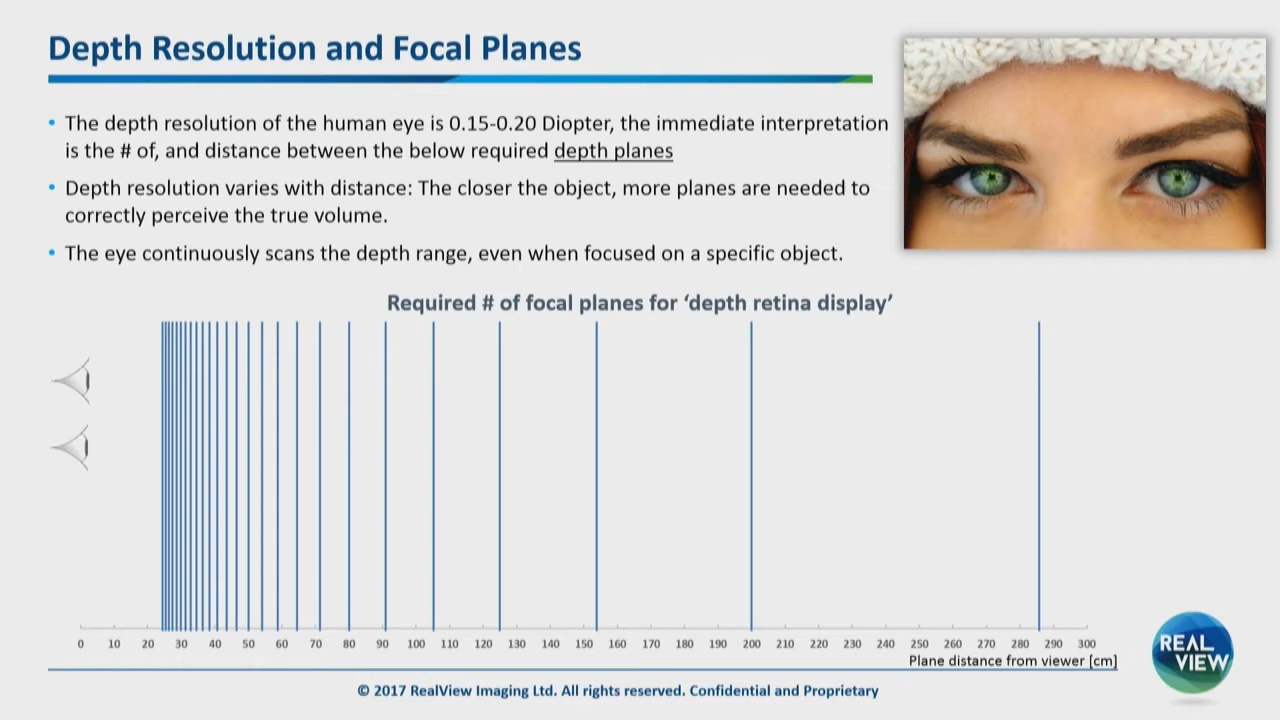 Depth Resolution and Focal Planes
• The depth resolution of the human eye is 0.15-0.20 Diopter, the immediate interpretation
is the # of, and distance between the below required depth planes
• Depth resolution varies with distance: The closer the object, more planes are needed to
correctly perceive the true volume.
• The eye continuously scans the depth range, even when focused on a specific object.
Required # of focal planes for ‘depth retina display’
0 10 20 30 40 50 60 70 80 90 100 110 120 130 140 150 160 170 180 190 200 210 220 230 240 250 260 270 280 290 300
Plane distance from viewer [cm]
REAL
VIEW
© 2017 RealView Imaging Ltd. All rights reserved. Confidential and Proprietary